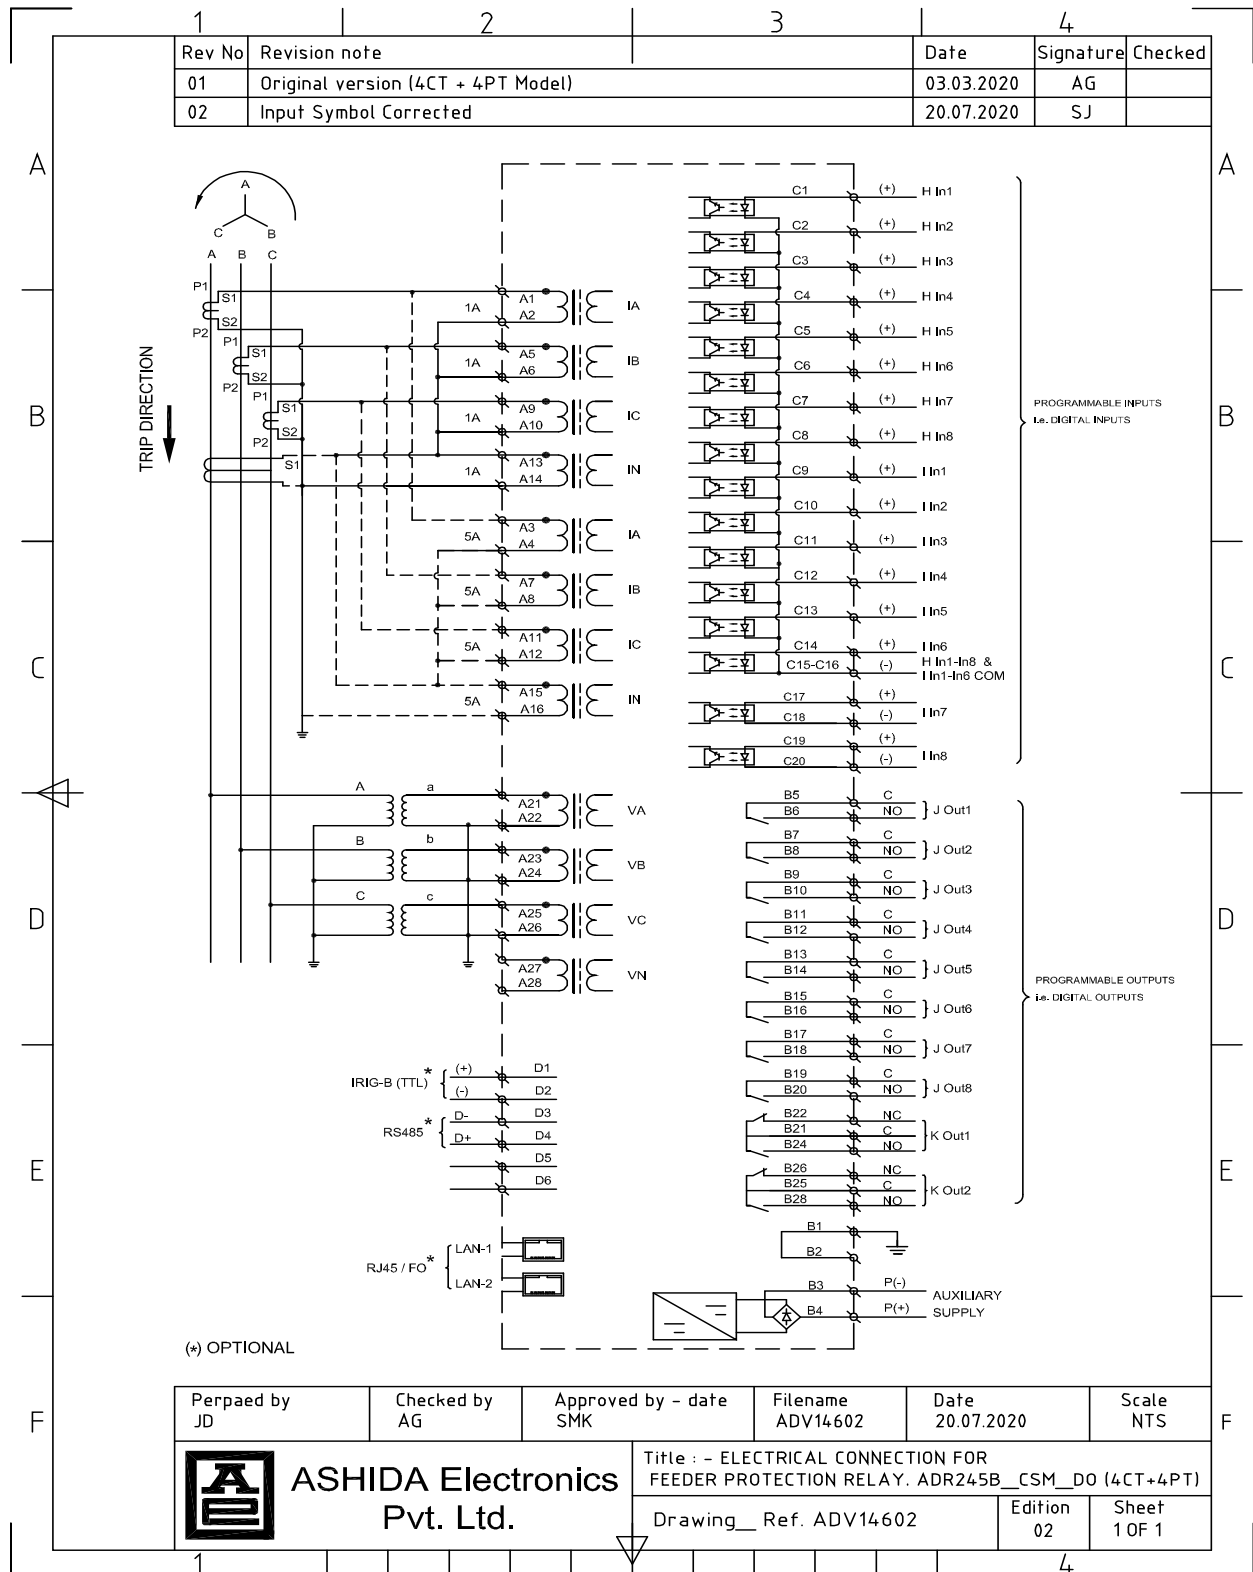 1 2 3 4
Rev No Revision note Date Signature Checked
01 Original version (4CT + 4PT Model) 03.03.2020 AG
02 Input Symbol Corrected 20.07.2020 SJ
A A
A
C B
A B C
P1 S1
S2
P2
P1 S1
S2
P2
P1 S1
S2
P2
S1
TRIP DIRECTION
B B
1A A1 A2 IA
1A A5 A6 IB
1A A9 A10 IC
1A A13 A14 IN
5A A3 A4 IA
5A A7 A8 IB
5A A11 A12 IC
5A A15 A16 IN
C C
A a A21 A22 VA
B b A23 A24 VB
C c A25 A26 VC
A27 A28 VN
D D
IRIG-B (TTL)* (+) D1
(-) D2
RS485* D- D3
D+ D4
D5
D6
E E
RJ45 / FO* LAN-1
LAN-2
(*) OPTIONAL
C1 (+) H In1
C2 (+) H In2
C3 (+) H In3
C4 (+) H In4
C5 (+) H In5
C6 (+) H In6
C7 (+) H In7
C8 (+) H In8
C9 (+) I In1
C10 (+) I In2
C11 (+) I In3
C12 (+) I In4
C13 (+) I In5
C14 (+) I In6
C15-C16 (-) H In1-In8 &
I In1-In6 COM
C17 (+)
C18 (-) I In7
C19 (+)
C20 (-) I In8
PROGRAMMABLE INPUTS
i.e. DIGITAL INPUTS
B5 C
B6 NO J Out1
B7 C
B8 NO J Out2
B9 C
B10 NO J Out3
B11 C
B12 NO J Out4
B13 C
B14 NO J Out5
B15 C
B16 NO J Out6
B17 C
B18 NO J Out7
B19 C
B20 NO J Out8
B22 NC
B21 C K Out1
B24 NO
B26 NC
B25 C K Out2
B28 NO
PROGRAMMABLE OUTPUTS
i.e. DIGITAL OUTPUTS
B1
B2
B3 P(-) AUXILIARY
B4 P(+) SUPPLY
F F
Perpaed by Checked by Approved by - date Filename Date Scale
JD AG SMK ADV14602 20.07.2020 NTS
ASHIDA Electronics
Pvt. Ltd.
Title : - ELECTRICAL CONNECTION FOR
FEEDER PROTECTION RELAY. ADR245B__CSM__DO (4CT+4PT)
Drawing__ Ref. ADV14602
Edition Sheet
02 1 OF 1
1 4